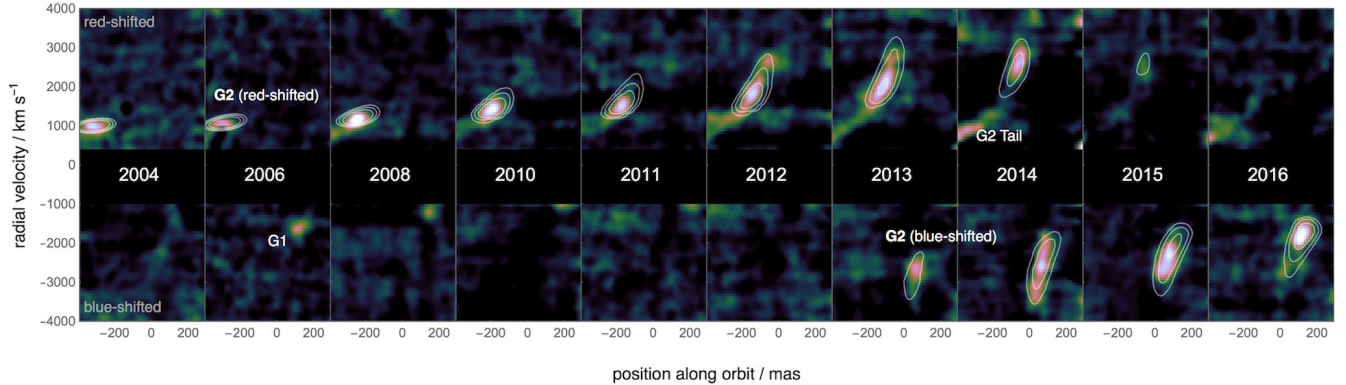 4000
3000
2000
1000
0
−1000
−2000
−3000
−4000
radial velocity / km s⁻¹
red-shifted
G2 (red-shifted)
G2 Tail
2004 2006 2008 2010 2011 2012 2013 2014 2015 2016
G1
G2 (blue-shifted)
blue-shifted
−200 0 200 −200 0 200 −200 0 200 −200 0 200 −200 0 200 −200 0 200 −200 0 200 −200 0 200 −200 0 200 −200 0 200
position along orbit / mas